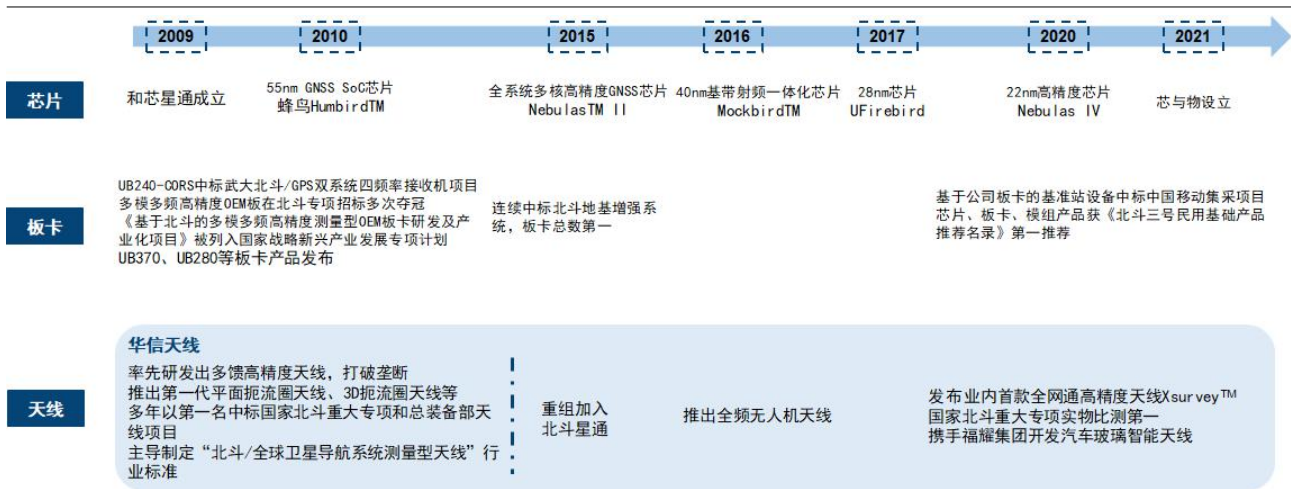 2009
2010
2015
2016
2017
2020
2021
芯片
和芯星通成立
55nm GNSS SoC芯片
蜂鸟HumbirdTM
全系统多核高精度GNSS芯片
NebulasTM II
40nm基带射频一体化芯片
MockbirdTM
28nm芯片
UFirebird
22nm高精度芯片
Nebulas IV
芯与物设立
板卡
UB240-CORS中标武大北斗/GPS双系统四频率接收机项目
多模多频高精度OEM板在北斗专项招标多次夺冠
《基于北斗的多模多频高精度测量型OEM板卡研发及产
业化项目》被列入国家战略新兴产业发展专项计划
UB370、UB280等板卡产品发布
连续中标北斗地基增强系
统，板卡总数第一
基于公司板卡的基准站设备中标中国移动集采项目
芯片、板卡、模组产品获《北斗三号民用基础产品
推荐名录》第一推荐
天线
华信天线
率先研发出多馈高精度天线，打破垄断
推出第一代平面扼流圈天线、3D扼流圈天线等
多年以第一名中标国家北斗重大专项和总装备部天
线项目
主导制定“北斗/全球卫星导航系统测量型天线”行
业标准
重组加入
北斗星通
推出全频无人机天线
发布业内首款全网通高精度天线Xsurvey™
国家北斗重大专项实物比测第一
携手福耀集团开发汽车玻璃智能天线